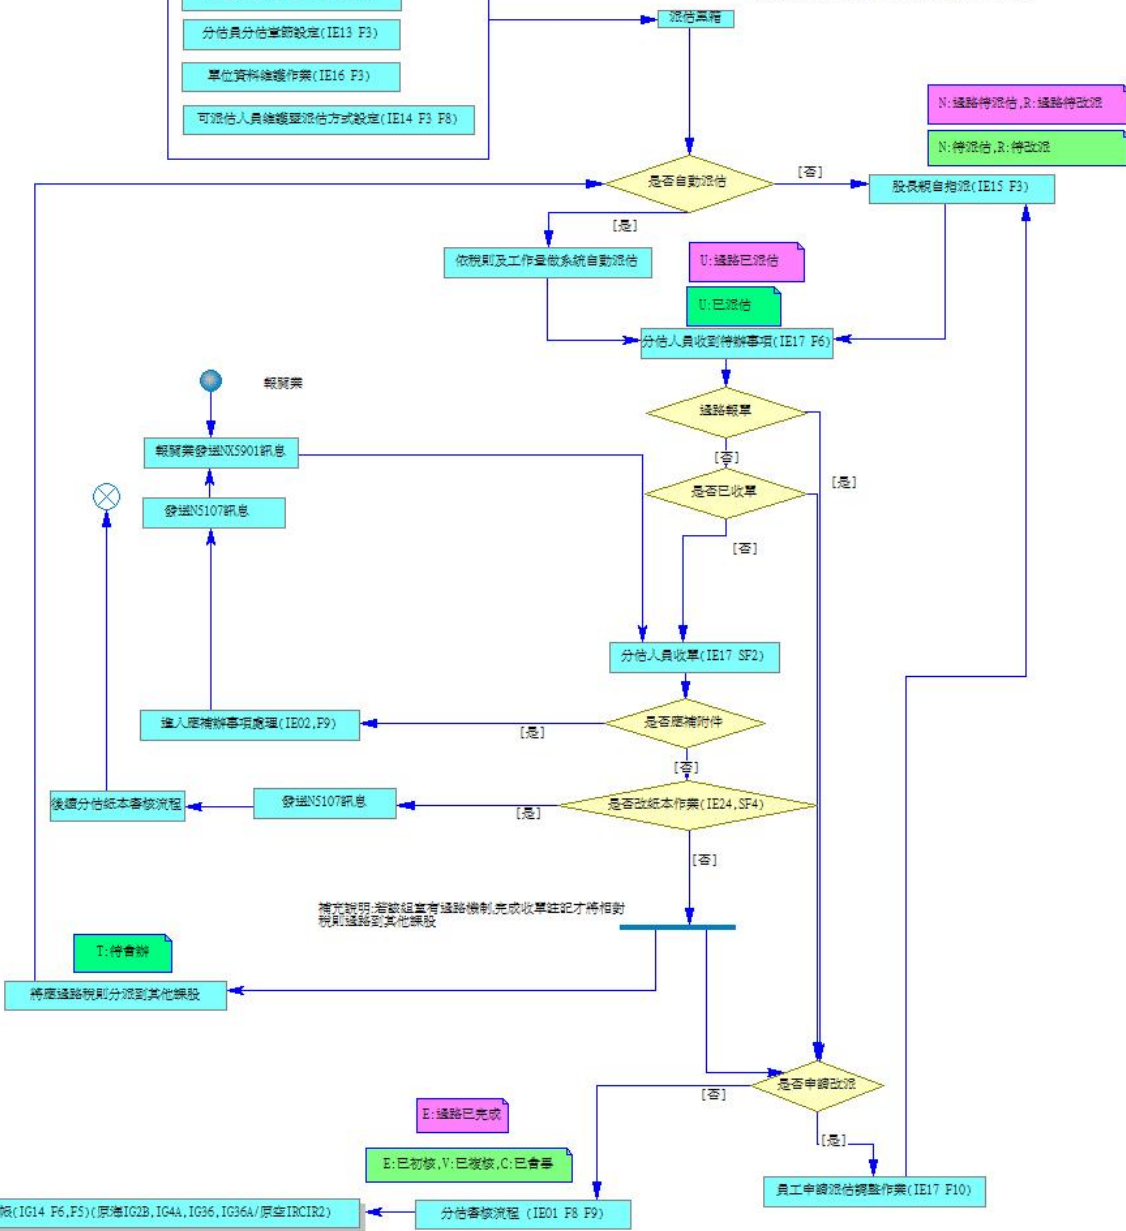 分估員分估章節設定(IE13 F3)
單位資料維護作業(IE16 F3)
可派估人員維護暨派估方式設定(IE14 F3 F8)
派估黑箱
N:通路待派估,R:通路待改派
N:待派估,R:待改派
是否自動派估
[否]
股長親自指派(IE15 F3)
[是]
依稅則及工作量做系統自動派估
U:通路已派估
U:已派估
分估人員收到待辦事項(IE17 F6)
報關業
通路報單
報關業發送NX5901訊息
[否]
[是]
是否已收單
發送N5107訊息
[否]
分估人員收單(IE17 SF2)
進入應補辦事項處理(IE02,F9)
是否應補附件
[是]
[否]
後續分估紙本審核流程
發送N5107訊息
是否改紙本作業(IE24,SF4)
[是]
[否]
補充說明:若該組室有通路機制,完成收單註記才將相對
稅則通路到其他課股
T:待會辦
將應通路稅則分派到其他課股
是否申請改派
[否]
E:通路已完成
[是]
E:已初核,V:已複核,C:已會畢
員工申請派估調整作業(IE17 F10)
(IG14 F6,F5)(原海IG2B,IG4A,IG36,IG36A/原空IRCIR2)
分估審核流程 (IE01 F8 F9)